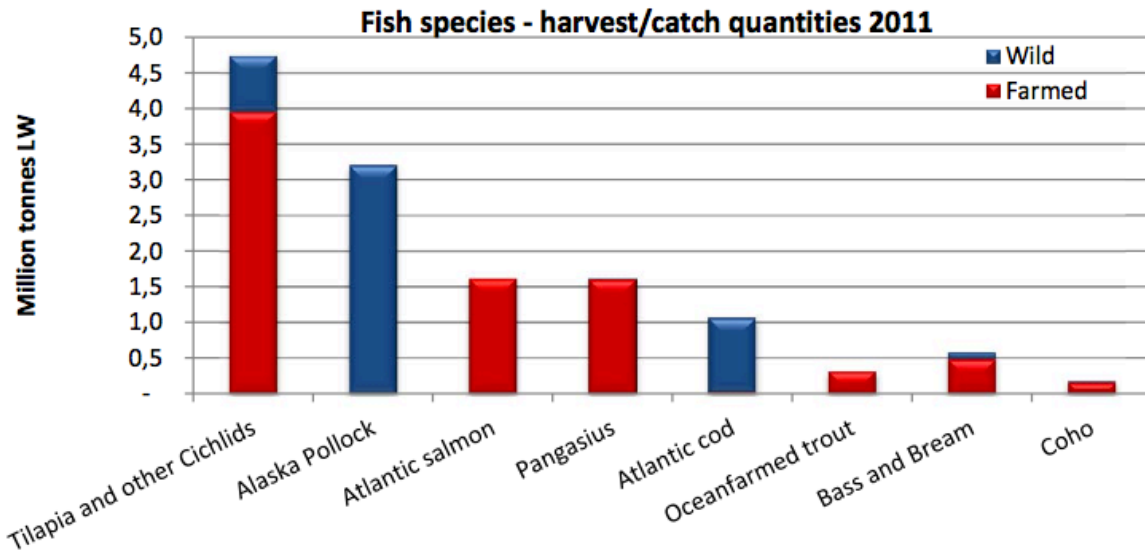 Fish species - harvest/catch quantities 2011
Wild
Farmed
Million tonnes LW
5,0
4,5
4,0
3,5
3,0
2,5
2,0
1,5
1,0
0,5
-
Tilapia and other Cichlids
Alaska Pollock
Atlantic salmon
Pangasius
Atlantic cod
Oceanfarmed trout
Bass and Bream
Coho